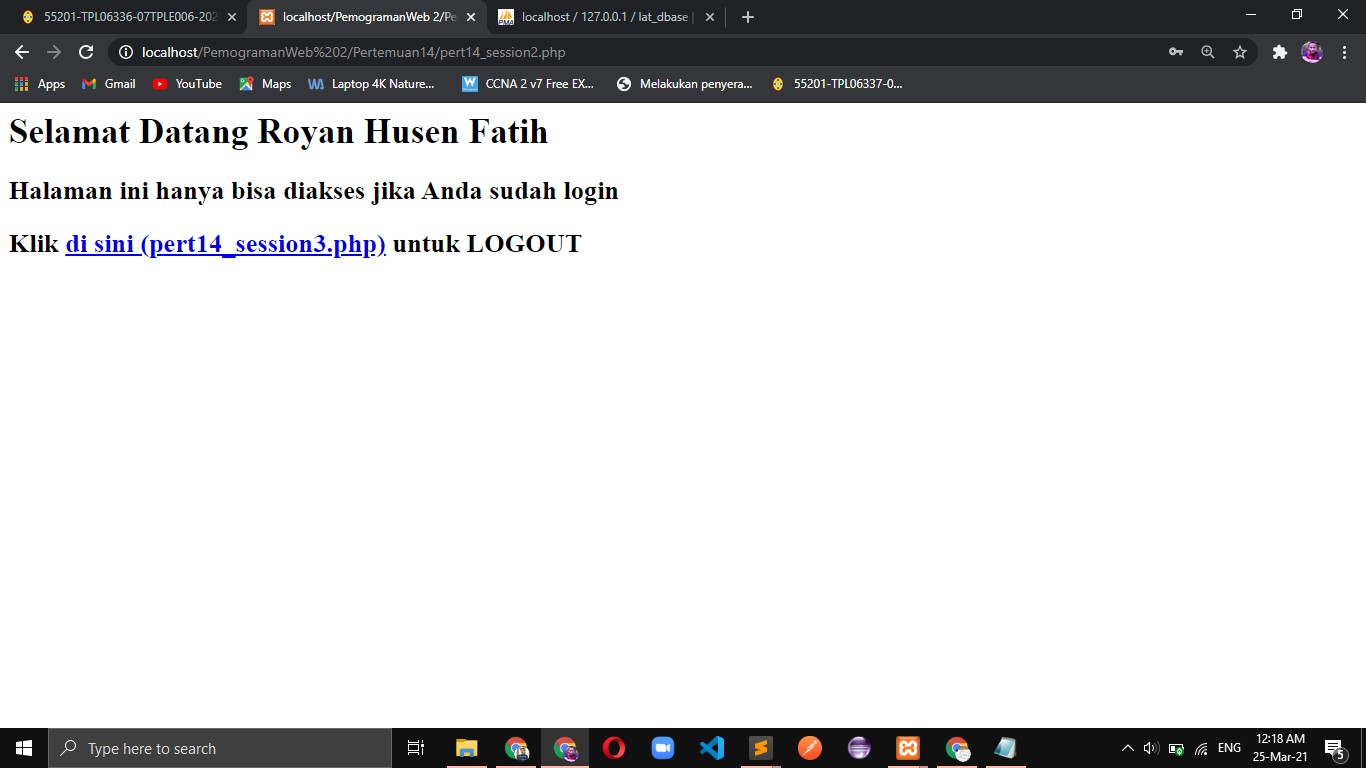 55201-TPL06336-07TPLE006-202
localhost/PemogramanWeb 2/Pe
localhost / 127.0.0.1 / lat_dbase |
localhost/PemogramanWeb%202/Pertemuan14/pert14_session2.php
Apps Gmail YouTube Maps Laptop 4K Nature... CCNA 2 v7 Free EX... Melakukan penyera... 55201-TPL06337-0...
Selamat Datang Royan Husen Fatih
Halaman ini hanya bisa diakses jika Anda sudah login
Klik di sini (pert14_session3.php) untuk LOGOUT
Type here to search
ENG
12:18 AM
25-Mar-21
5